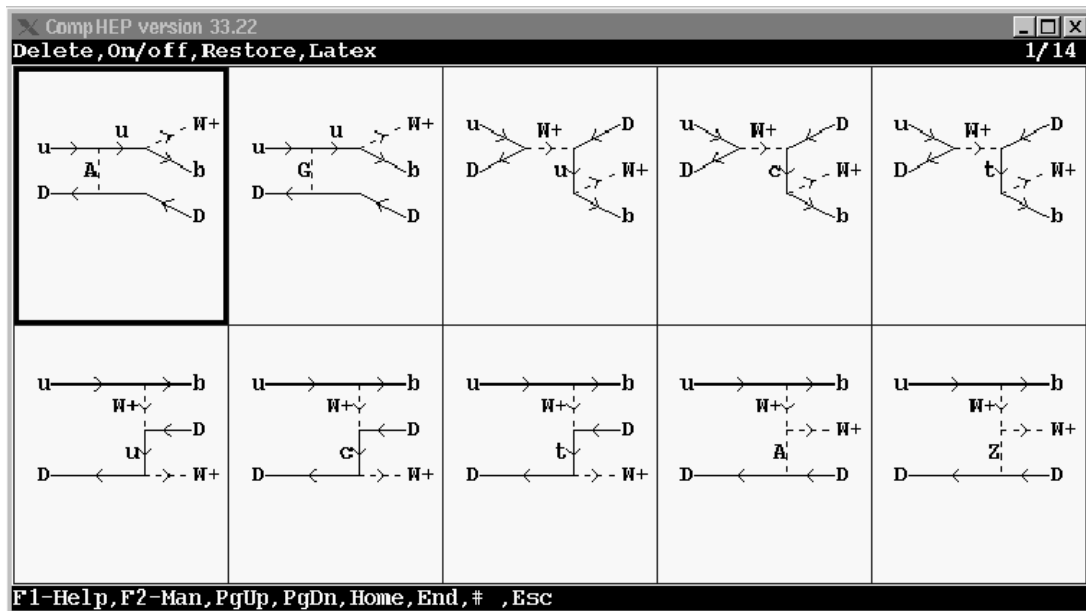 CompHEP version 33.22
Delete,On/off,Restore,Latex 1/14
u u W+ A b D D
u u W+ G b D D
u W+ D D u W+ b
u W+ D D c W+ b
u W+ D D t W+ b
u b W+ D u D W+
u b W+ D c D W+
u b W+ D t D W+
u b W+ W+ A D D
u b W+ W+ Z D D
F1-Help,F2-Man,PgUp,PgDn,Home,End,# ,Esc